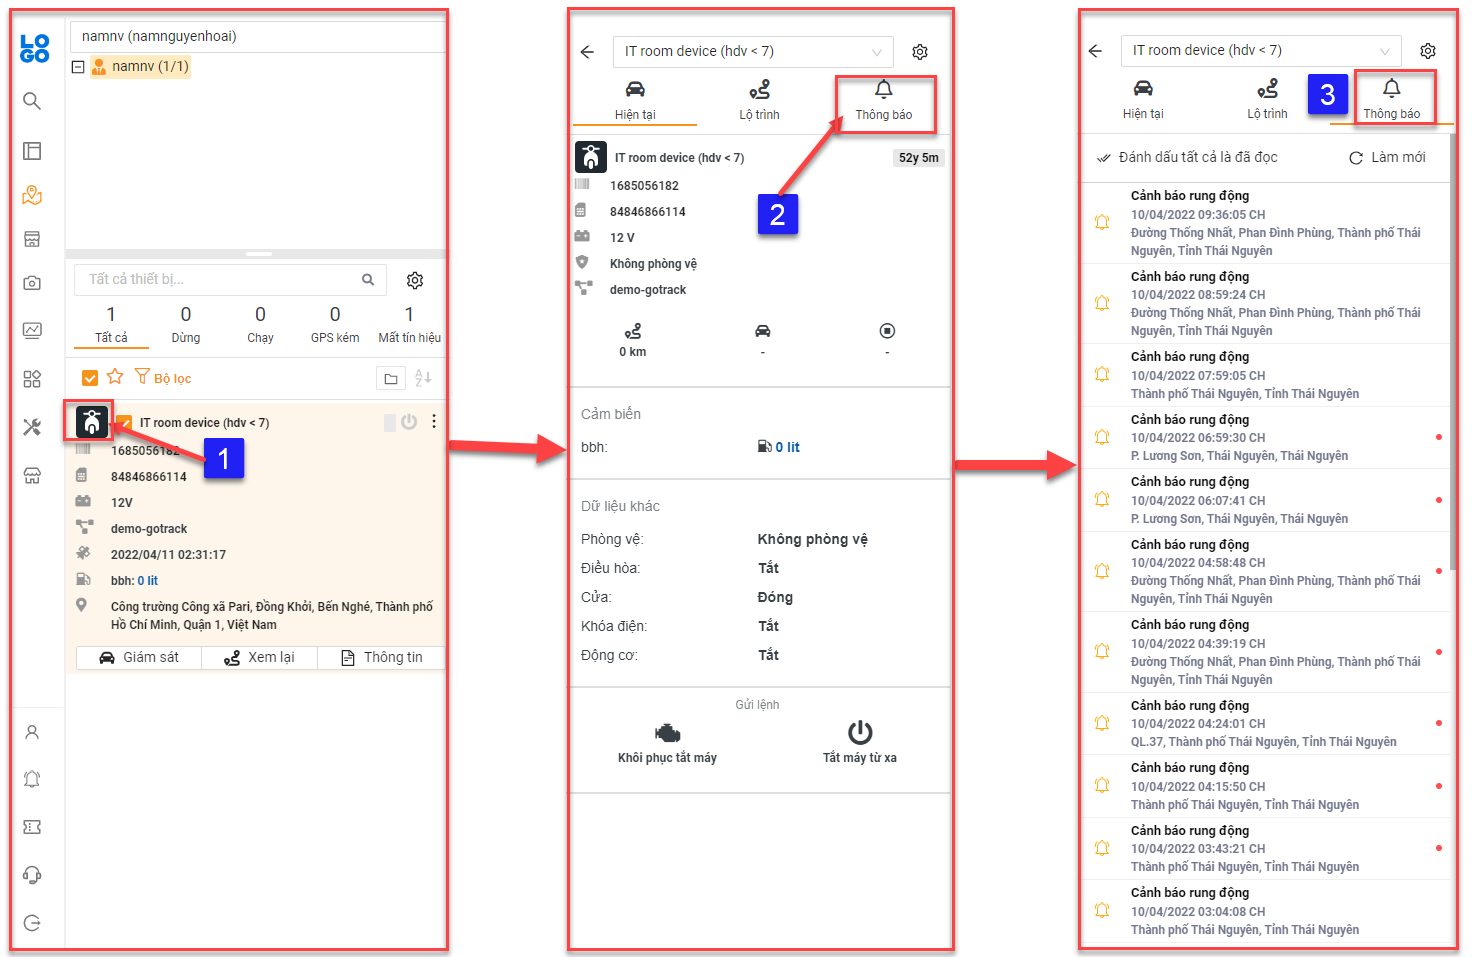 LO
GO
namnv (namnguyenhoai)
namnv (1/1)
Tất cả thiết bị...
1 0 0 0 1
Tất cả Dừng Chạy GPS kém Mất tín hiệu
Bộ lọc
IT room device (hdv < 7)
1685056182
1
84846866114
12V
demo-gotrack
2022/04/11 02:31:17
bbh: 0 lít
Công trường Công xã Pari, Đồng Khởi, Bến Nghé, Thành phố
Hồ Chí Minh, Quận 1, Việt Nam
Giám sát Xem lại Thông tin
IT room device (hdv < 7)
Hiện tại Lộ trình Thông báo
IT room device (hdv < 7) 52y 5m
1685056182
2
84846866114
12 V
Không phòng vệ
demo-gotrack
0 km - -
Cảm biến
bbh: 0 lít
Dữ liệu khác
Phòng vệ: Không phòng vệ
Điều hòa: Tắt
Cửa: Đóng
Khóa điện: Tắt
Động cơ: Tắt
Gửi lệnh
Khôi phục tắt máy Tắt máy từ xa
IT room device (hdv < 7)
3
Hiện tại Lộ trình Thông báo
Đánh dấu tất cả là đã đọc Làm mới
Cảnh báo rung động
10/04/2022 09:36:05 CH
Đường Thống Nhất, Phan Đình Phùng, Thành phố Thái
Nguyên, Tỉnh Thái Nguyên
Cảnh báo rung động
10/04/2022 08:59:24 CH
Đường Thống Nhất, Phan Đình Phùng, Thành phố Thái
Nguyên, Tỉnh Thái Nguyên
Cảnh báo rung động
10/04/2022 07:59:05 CH
Thành phố Thái Nguyên, Tỉnh Thái Nguyên
Cảnh báo rung động
10/04/2022 06:59:30 CH
P. Lương Sơn, Thái Nguyên, Thái Nguyên
Cảnh báo rung động
10/04/2022 06:07:41 CH
P. Lương Sơn, Thái Nguyên, Thái Nguyên
Cảnh báo rung động
10/04/2022 04:58:48 CH
Đường Thống Nhất, Phan Đình Phùng, Thành phố Thái
Nguyên, Tỉnh Thái Nguyên
Cảnh báo rung động
10/04/2022 04:39:19 CH
Đường Thống Nhất, Phan Đình Phùng, Thành phố Thái
Nguyên, Tỉnh Thái Nguyên
Cảnh báo rung động
10/04/2022 04:24:01 CH
QL.37, Thành phố Thái Nguyên, Tỉnh Thái Nguyên
Cảnh báo rung động
10/04/2022 04:15:50 CH
Thành phố Thái Nguyên, Tỉnh Thái Nguyên
Cảnh báo rung động
10/04/2022 03:43:21 CH
Thành phố Thái Nguyên, Tỉnh Thái Nguyên
Cảnh báo rung động
10/04/2022 03:04:08 CH
Thành phố Thái Nguyên, Tỉnh Thái Nguyên